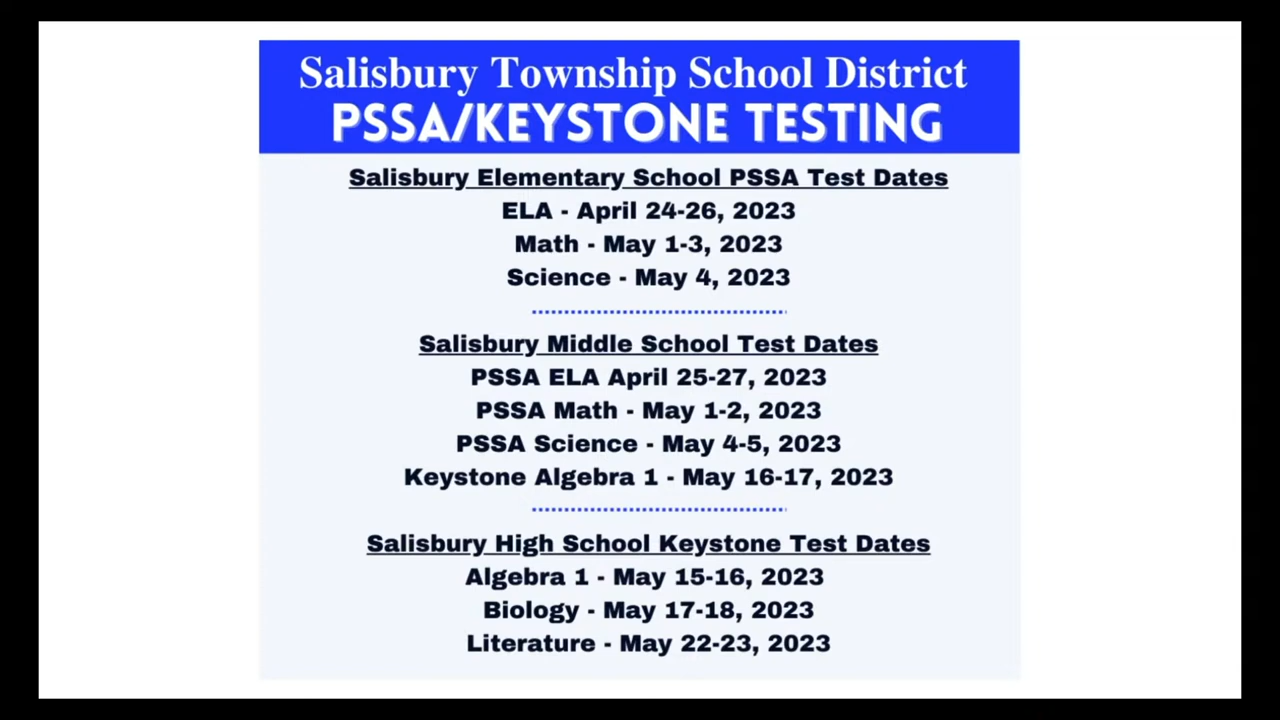 Salisbury Township School District
PSSA/KEYSTONE TESTING
Salisbury Elementary School PSSA Test Dates
ELA - April 24-26, 2023
Math - May 1-3, 2023
Science - May 4, 2023
Salisbury Middle School Test Dates
PSSA ELA April 25-27, 2023
PSSA Math - May 1-2, 2023
PSSA Science - May 4-5, 2023
Keystone Algebra 1 - May 16-17, 2023
Salisbury High School Keystone Test Dates
Algebra 1 - May 15-16, 2023
Biology - May 17-18, 2023
Literature - May 22-23, 2023